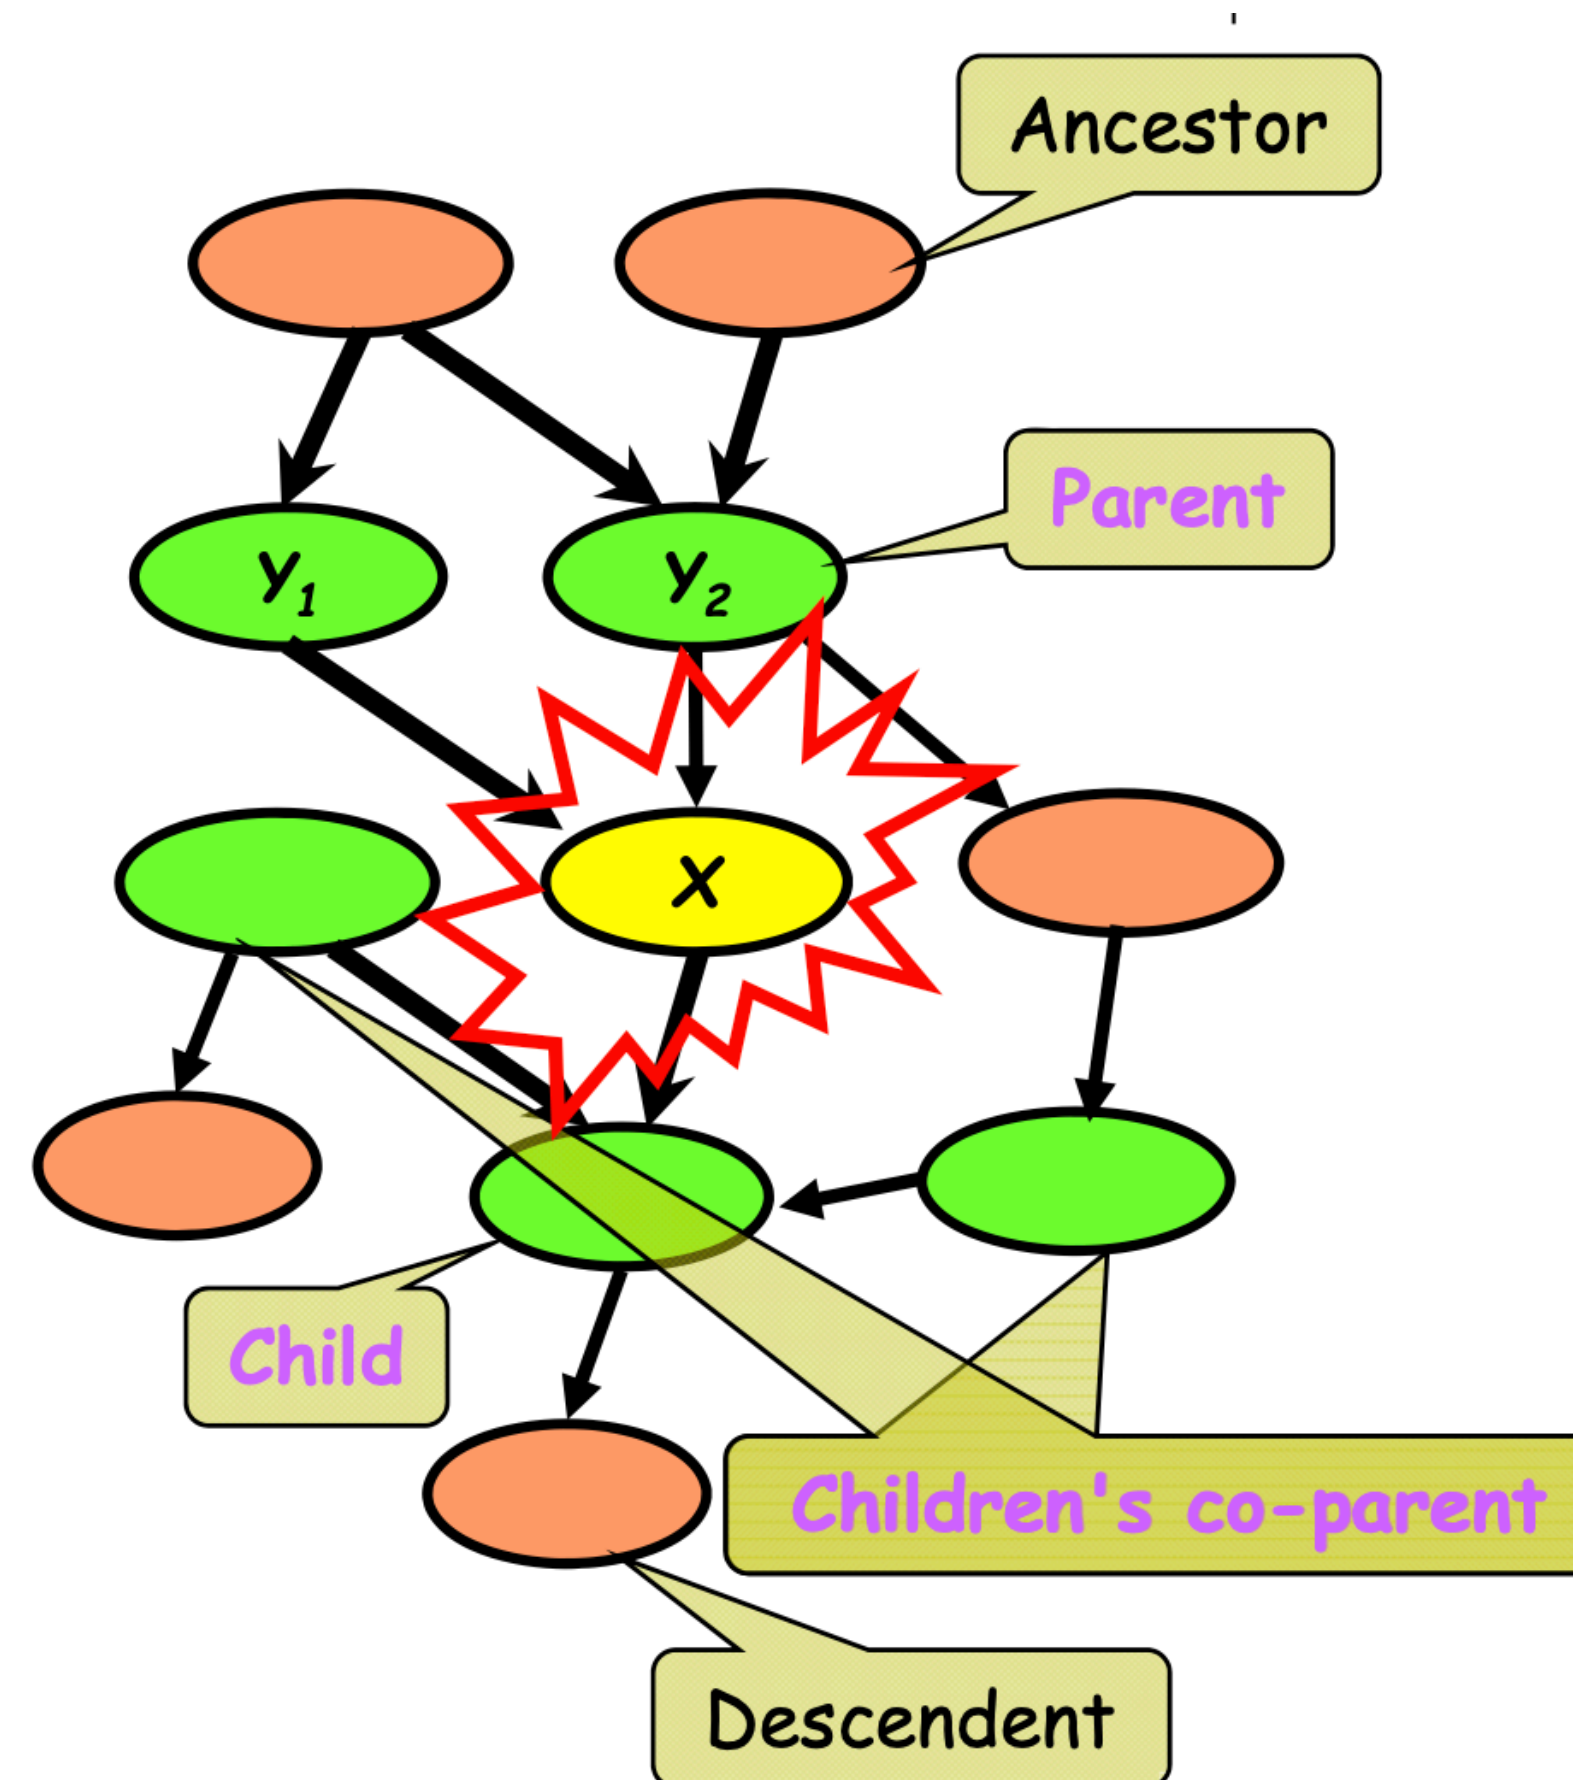 Ancestor
Parent
Y1
Y2
X
Child
Children's co-parent
Descendent